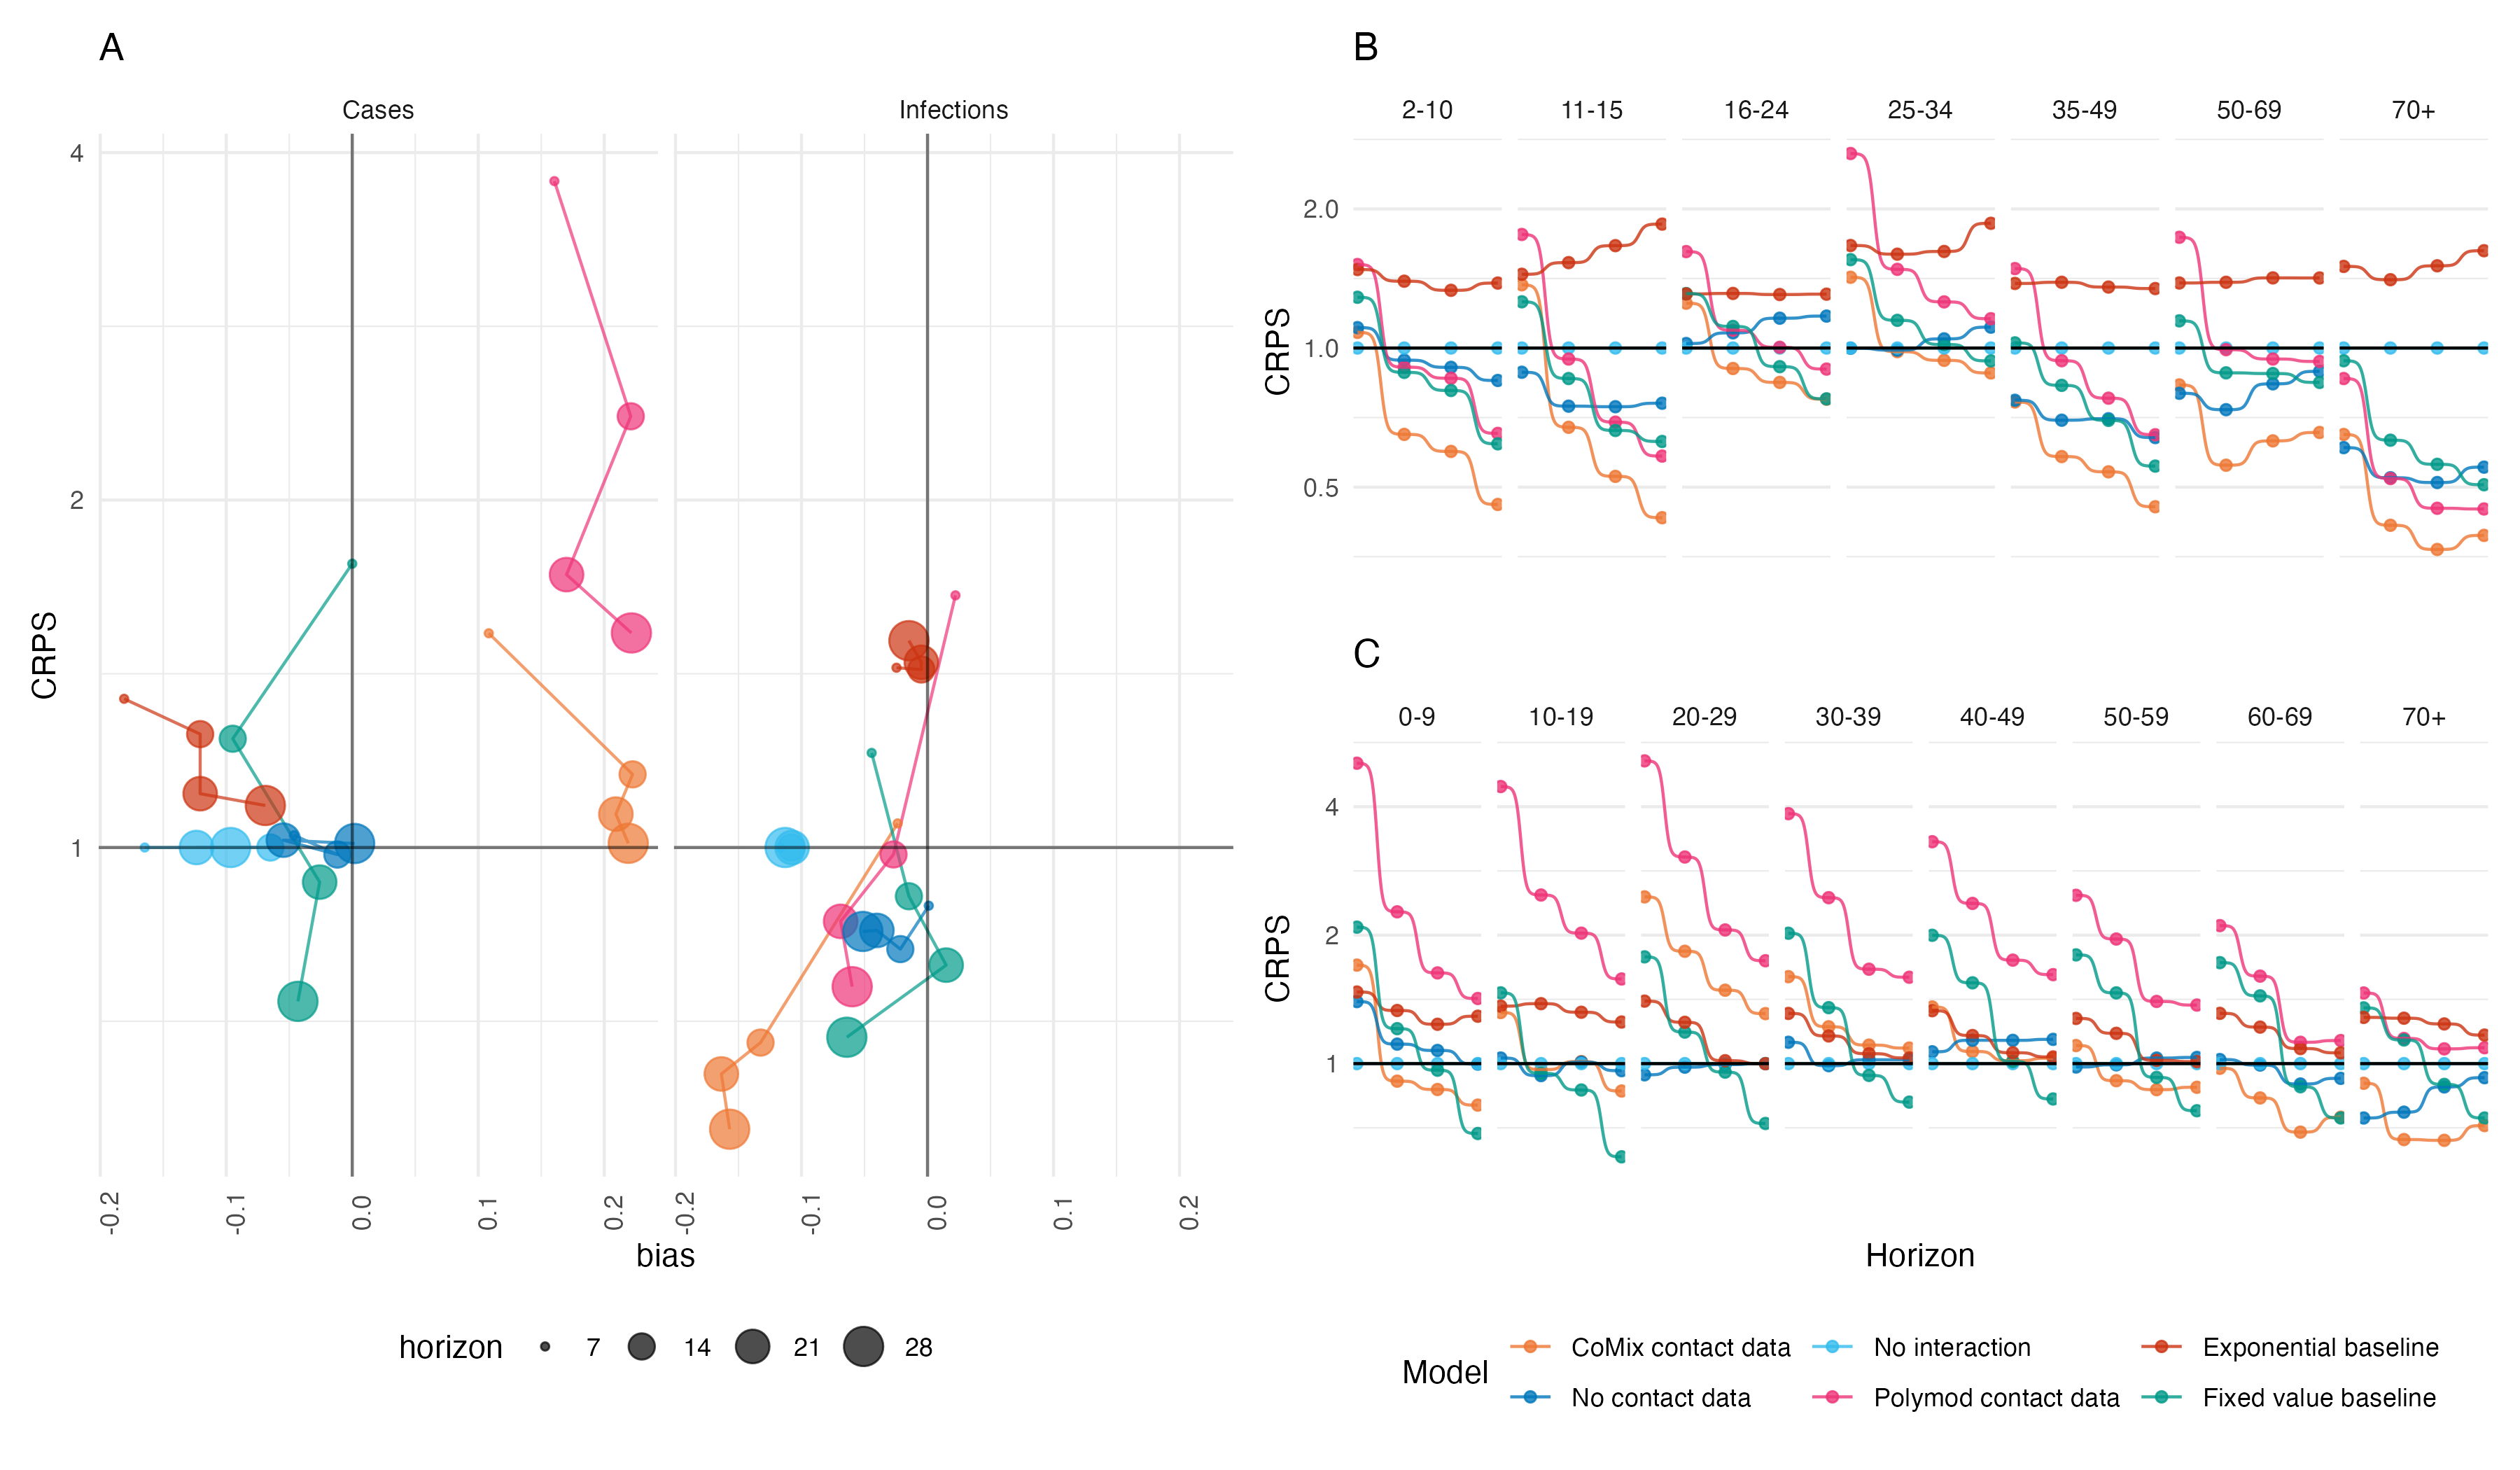 A
Cases Infections
CRPS
4
2
1
-0.2 -0.1 0.0 0.1 0.2 -0.2 -0.1 0.0 0.1 0.2
bias
horizon 7 14 21 28
B
2-10 11-15 16-24 25-34 35-49 50-69 70+
CRPS
2.0
1.0
0.5
C
0-9 10-19 20-29 30-39 40-49 50-59 60-69 70+
CRPS
4
2
1
Horizon
Model
CoMix contact data No interaction Exponential baseline
No contact data Polymod contact data Fixed value baseline